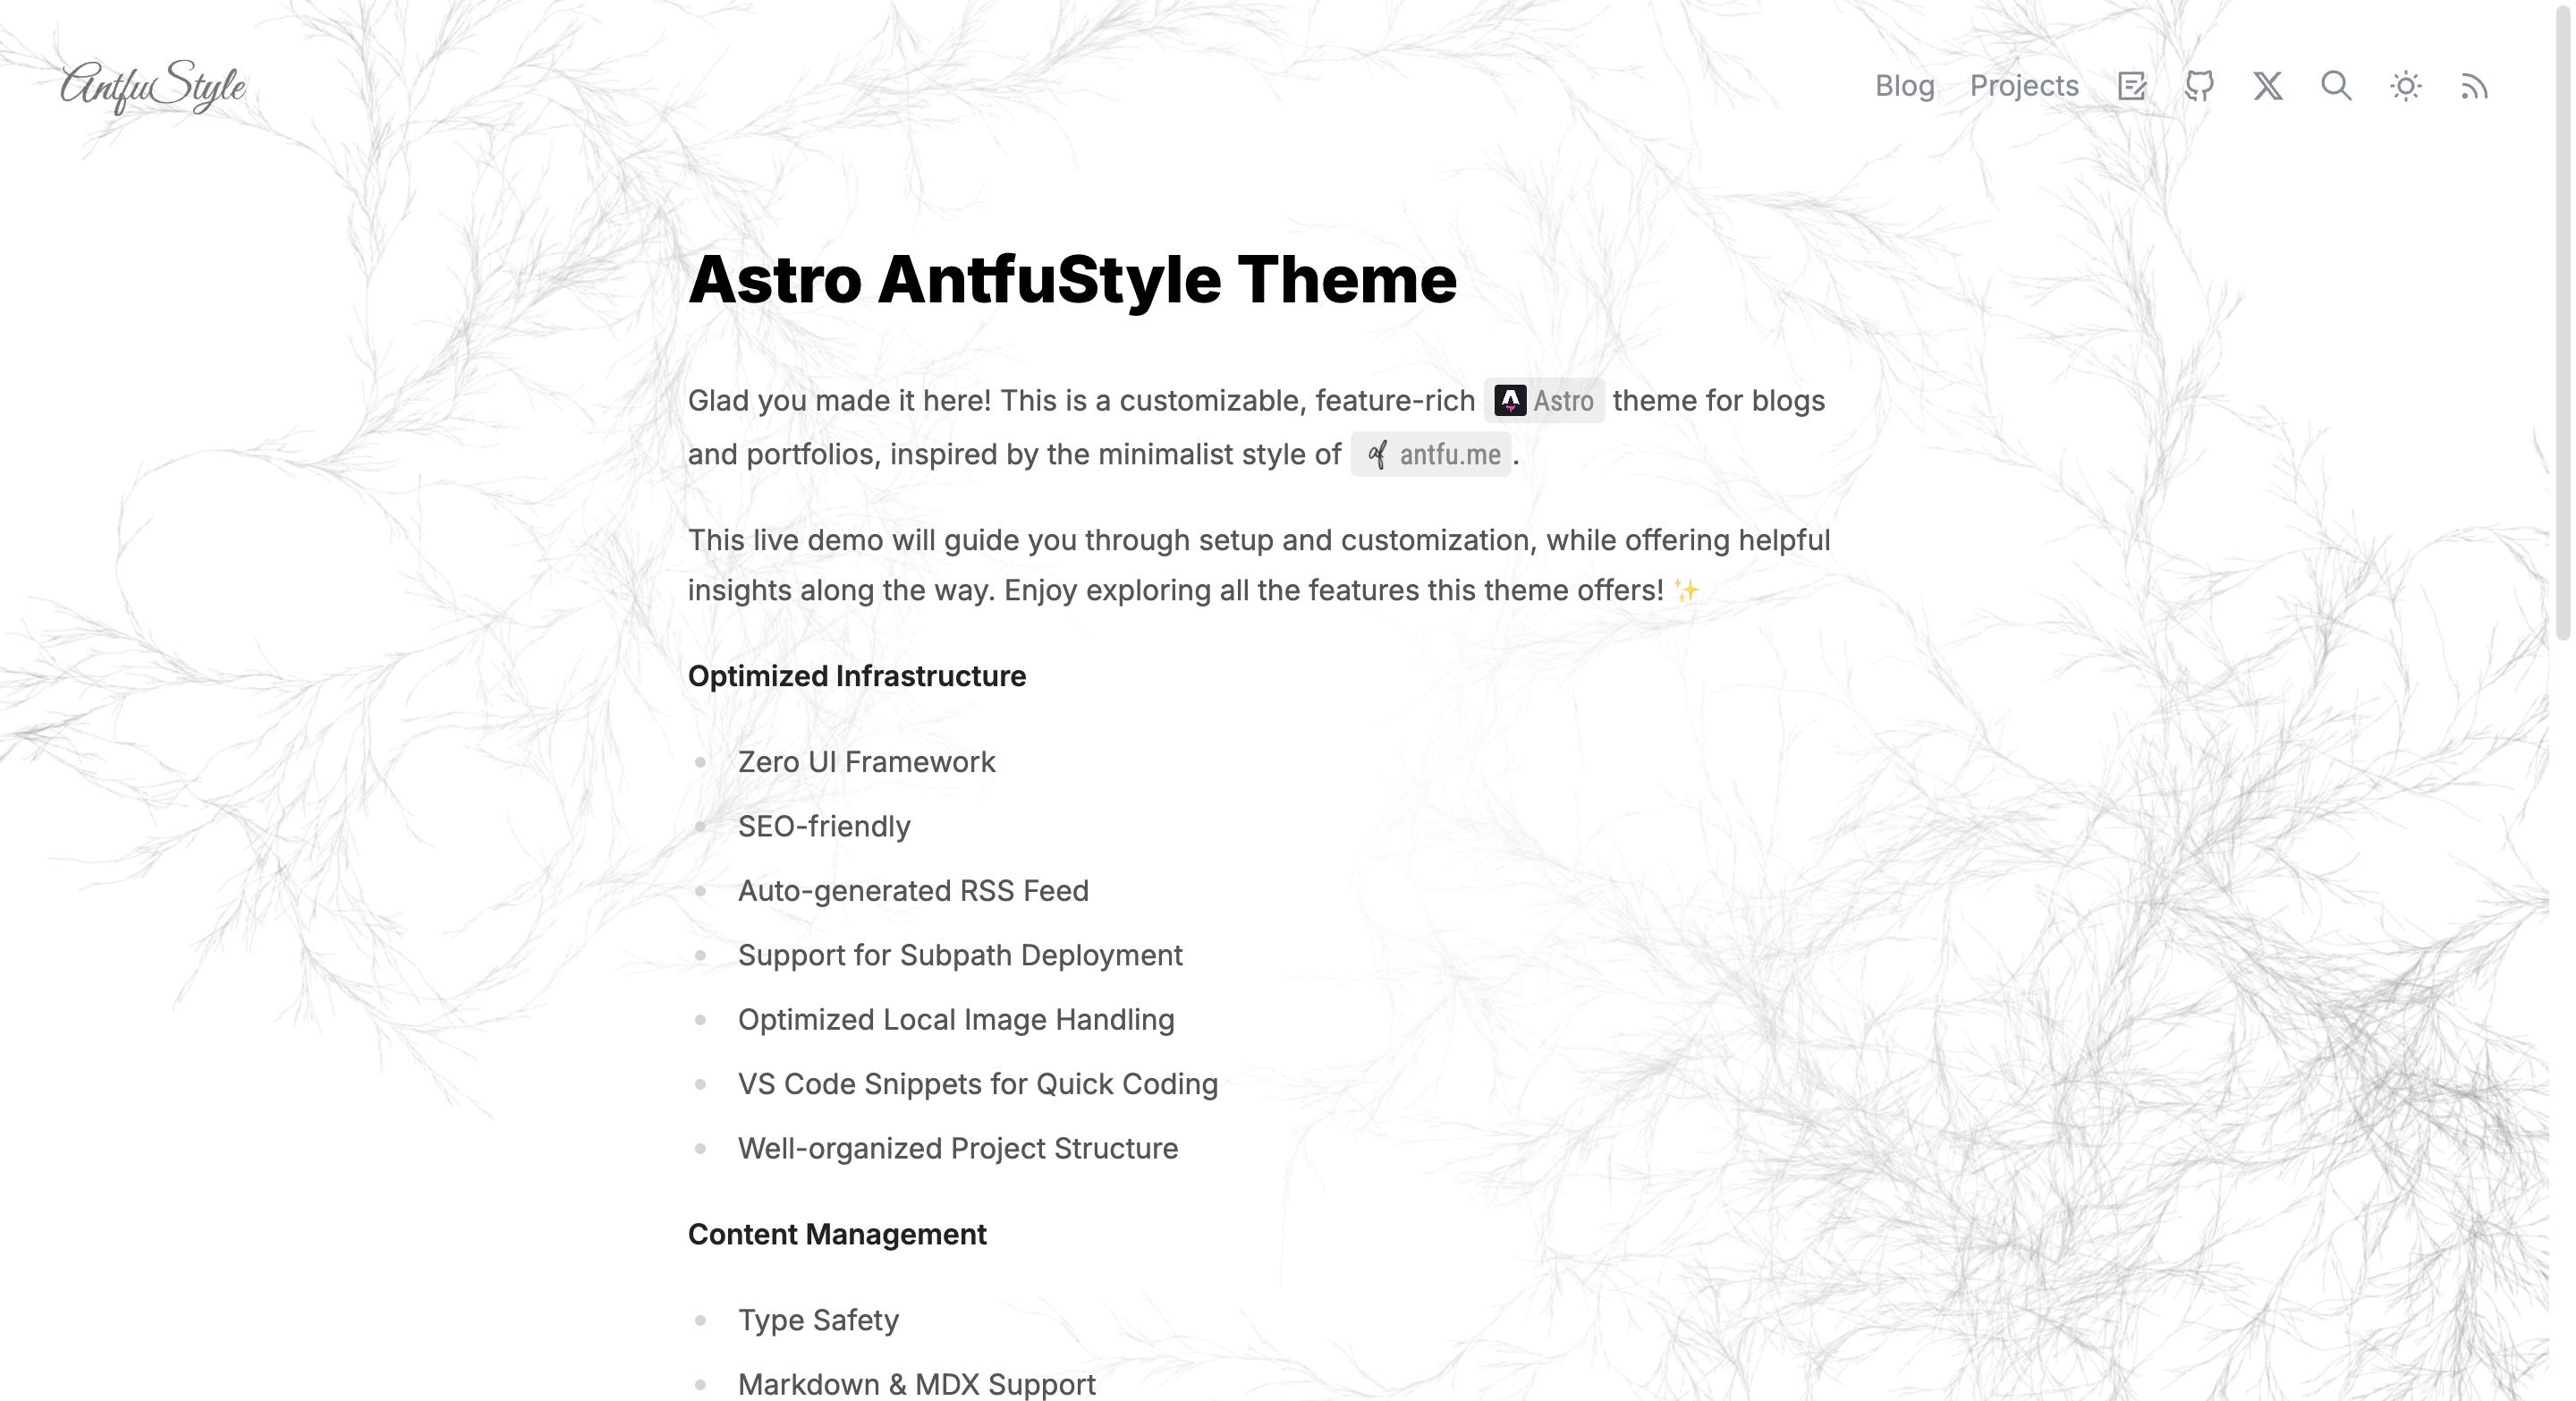 AntfuStyle
Blog Projects
Astro AntfuStyle Theme
Glad you made it here! This is a customizable, feature-rich Astro theme for blogs
and portfolios, inspired by the minimalist style of antfu.me.
This live demo will guide you through setup and customization, while offering helpful
insights along the way. Enjoy exploring all the features this theme offers! ✨
Optimized Infrastructure
Zero UI Framework
SEO-friendly
Auto-generated RSS Feed
Support for Subpath Deployment
Optimized Local Image Handling
VS Code Snippets for Quick Coding
Well-organized Project Structure
Content Management
Type Safety
Markdown & MDX Support